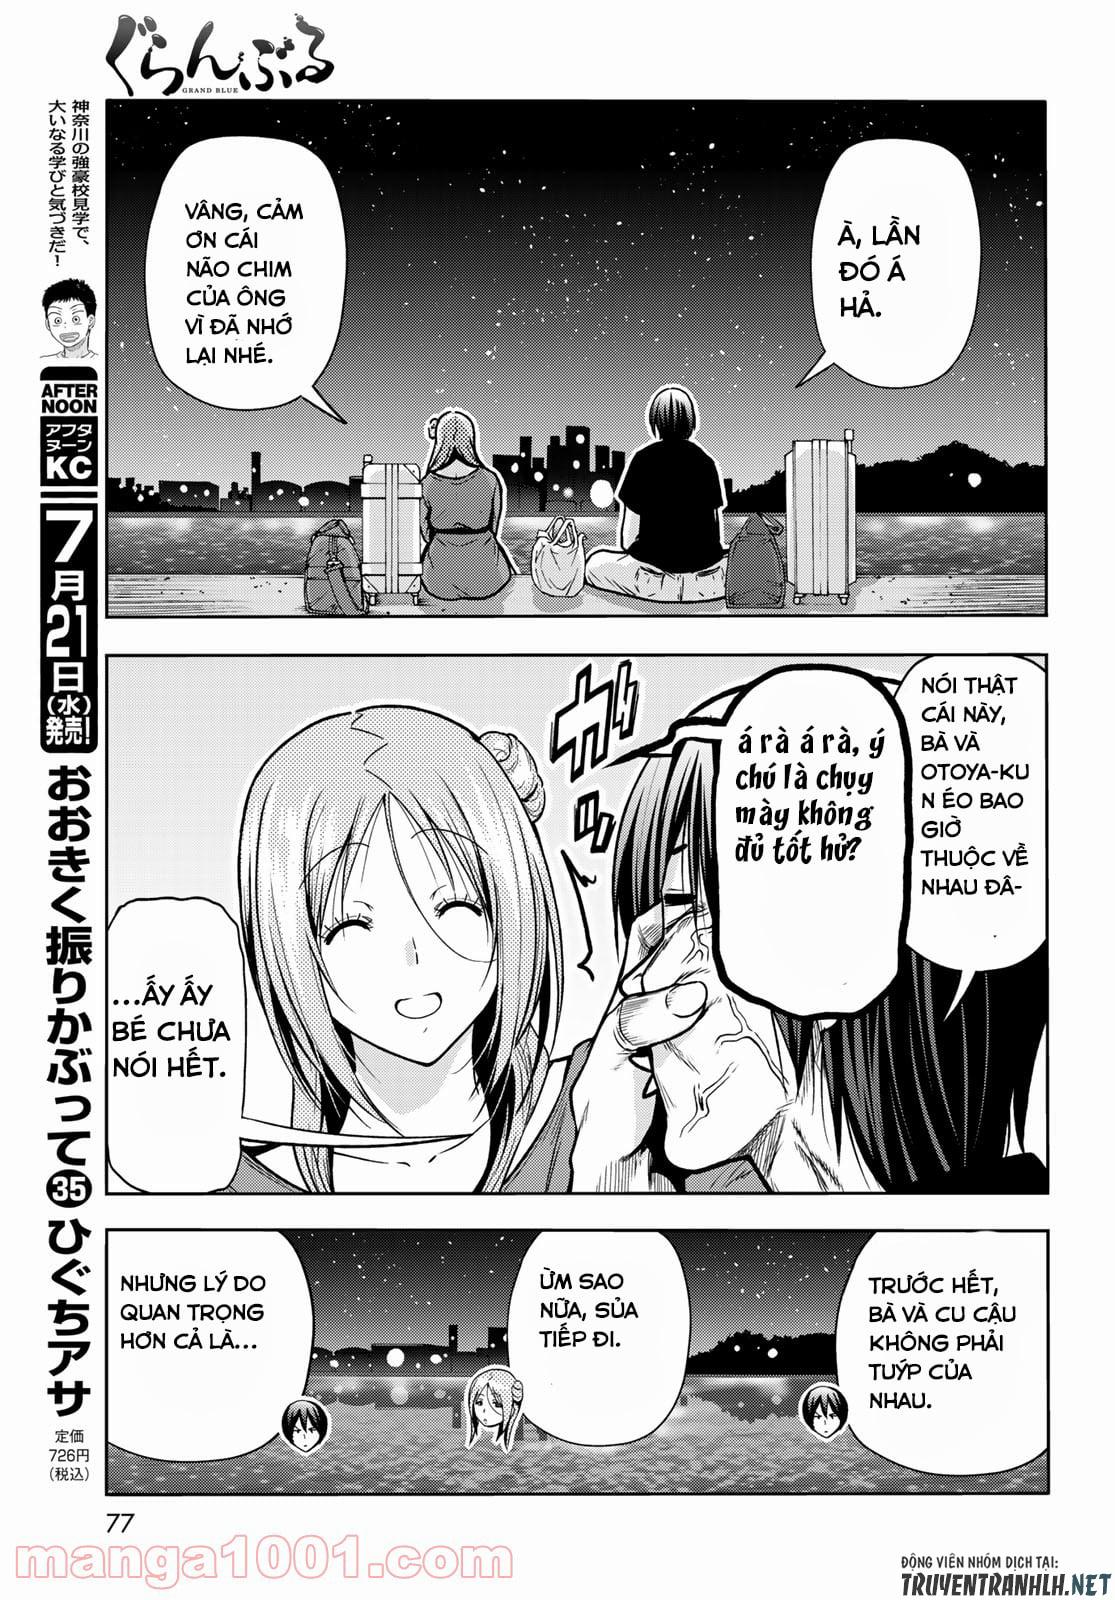 ぐらんぶる
GRAND BLUE
神奈川の強豪校見学で、
大いなる学びと気づきだ！
AFTER
NOON
アフタ
ヌーン
KC
7月21日(水)発売!
おおきく振りかぶって㉟ ひぐちアサ
定価
726円
(税込)
À, LẦN
ĐÓ Á
HẢ.
VÂNG, CẢM
ƠN CÁI
NÃO CHIM
CỦA ÔNG
VÌ ĐÃ NHỚ
LẠI NHÉ.
NÓI THẬT
CÁI NÀY,
BÀ VÀ
OTOYA-KU
N ÉO BAO
GIỜ
THUỘC VỀ
NHAU ĐÂ-
á rà á rà, ý
chú là chụy
mày không
đủ tốt hử?
ガッ
...ẤY ẤY
BÉ CHƯA
NÓI HẾT.
TRƯỚC HẾT,
BÀ VÀ CU CẬU
KHÔNG PHẢI
TUÝP CỦA
NHAU.
ỪM SAO
NỮA, SỦA
TIẾP ĐI.
NHƯNG LÝ DO
QUAN TRỌNG
HƠN CẢ LÀ...
77
manga1001.com
ĐỘNG VIÊN NHÓM DỊCH TẠI:
TRUYENTRANHLH.NET